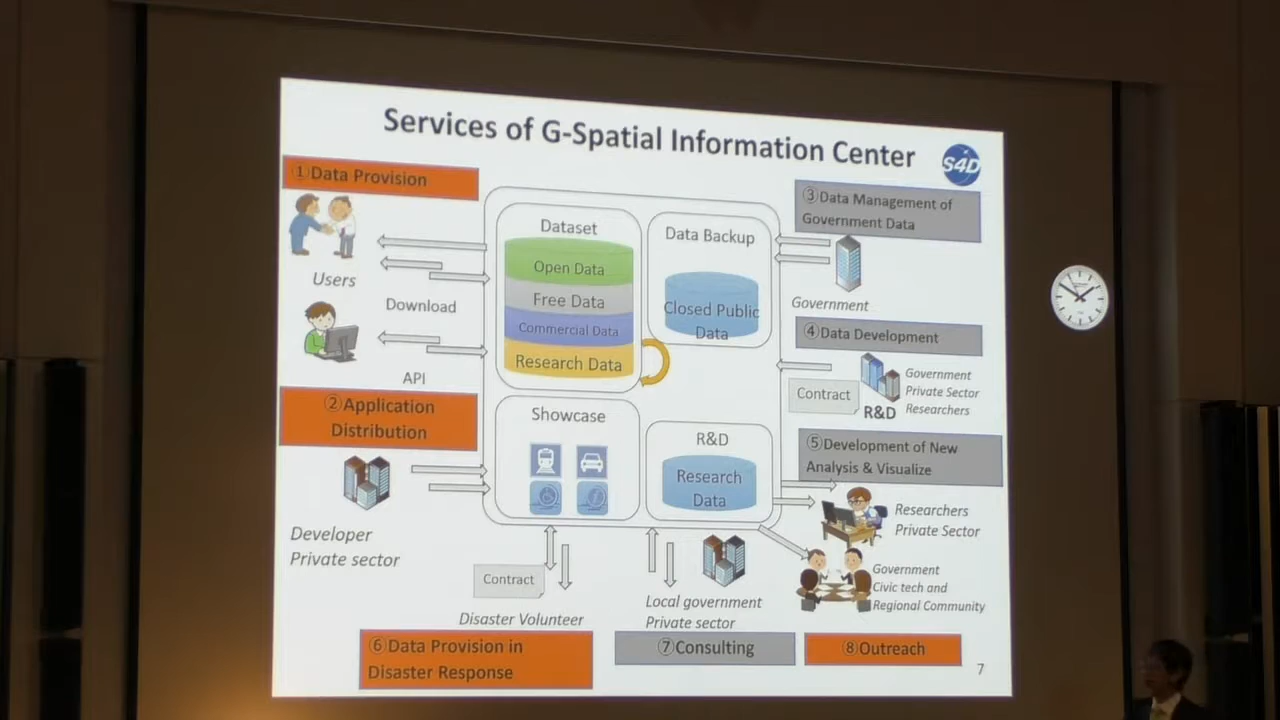 Services of G-Spatial Information Center
S4D
①Data Provision
Users
Download
API
②Application
Distribution
Developer
Private sector
Dataset
Open Data
Free Data
Commercial Data
Research Data
Data Backup
Closed Public
Data
Showcase
R&D
Research
Data
③Data Management of
Government Data
Government
④Data Development
Contract
R&D
Government
Private Sector
Researchers
⑤Development of New
Analysis & Visualize
Researchers
Private Sector
Government
Civic tech and
Regional Community
Contract
Disaster Volunteer
Local government
Private sector
⑥Data Provision in
Disaster Response
⑦Consulting
⑧Outreach
7